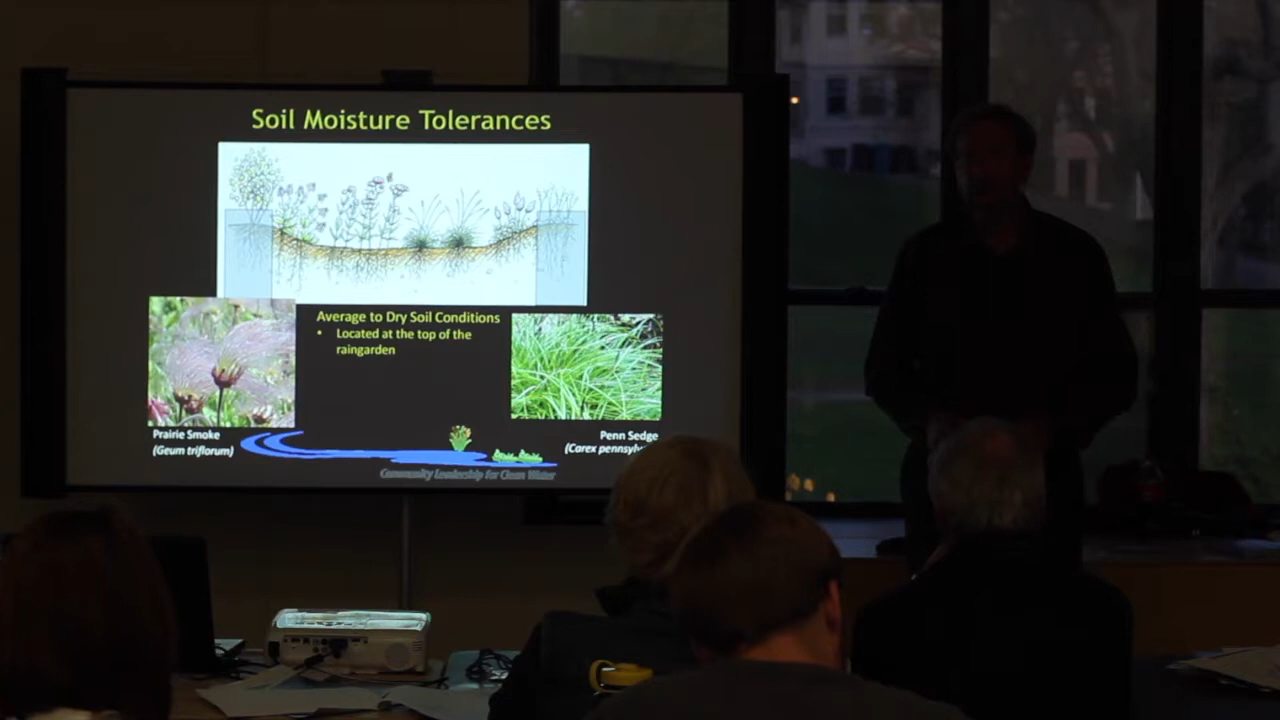 Soil Moisture Tolerances
Average to Dry Soil Conditions
• Located at the top of the
raingarden
Prairie Smoke
(Geum triflorum)
Penn Sedge
(Carex
Community Leadership for Clean Water